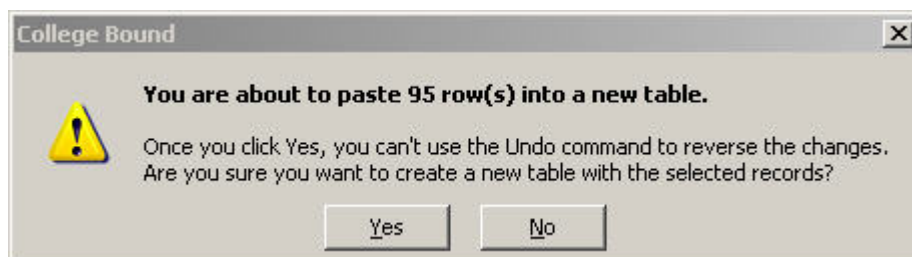 College Bound
You are about to paste 95 row(s) into a new table.
Once you click Yes, you can't use the Undo command to reverse the changes.
Are you sure you want to create a new table with the selected records?
Yes No